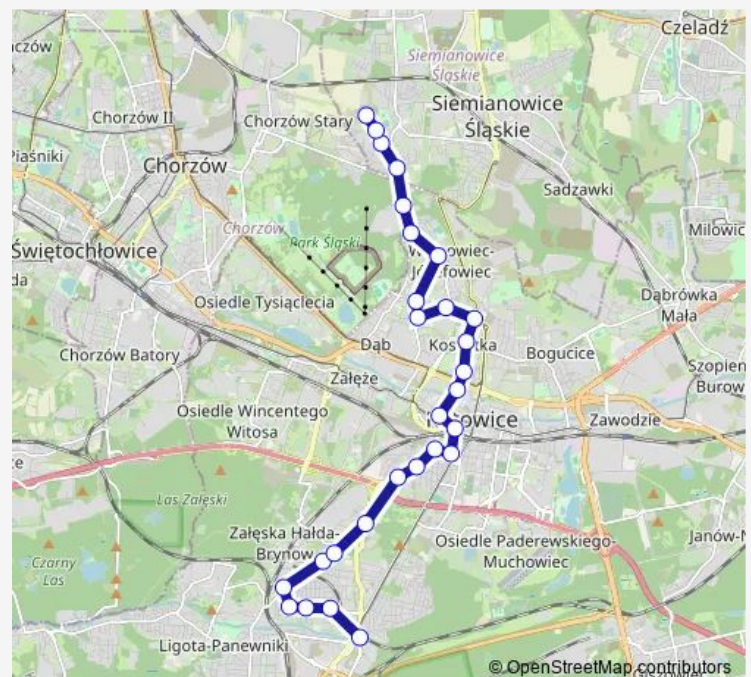 Czeladź
Siemianowice
Śląskie
Chorzów II
Chorzów Stary
Siemianowice
Śląskie
Piaśniki
Chorzów
Sadzawki
Chorzów
Park Śląski
Milowic
Świętochłowice
Osiedle Tysiąclecia
Dąbrówka
Mała
Chorzów Batory
Dąb
Bogucice
Szopien
Burow
Załęże
Osiedle Wincentego
Witosa
Zawodzie
Las Załęski
Załęska Hałda-
Brynów
Osiedle Paderewskiego-
Muchowiec
Janów-N
Czarny
Las
Ligota-Panewniki
© OpenStreetMap contributors